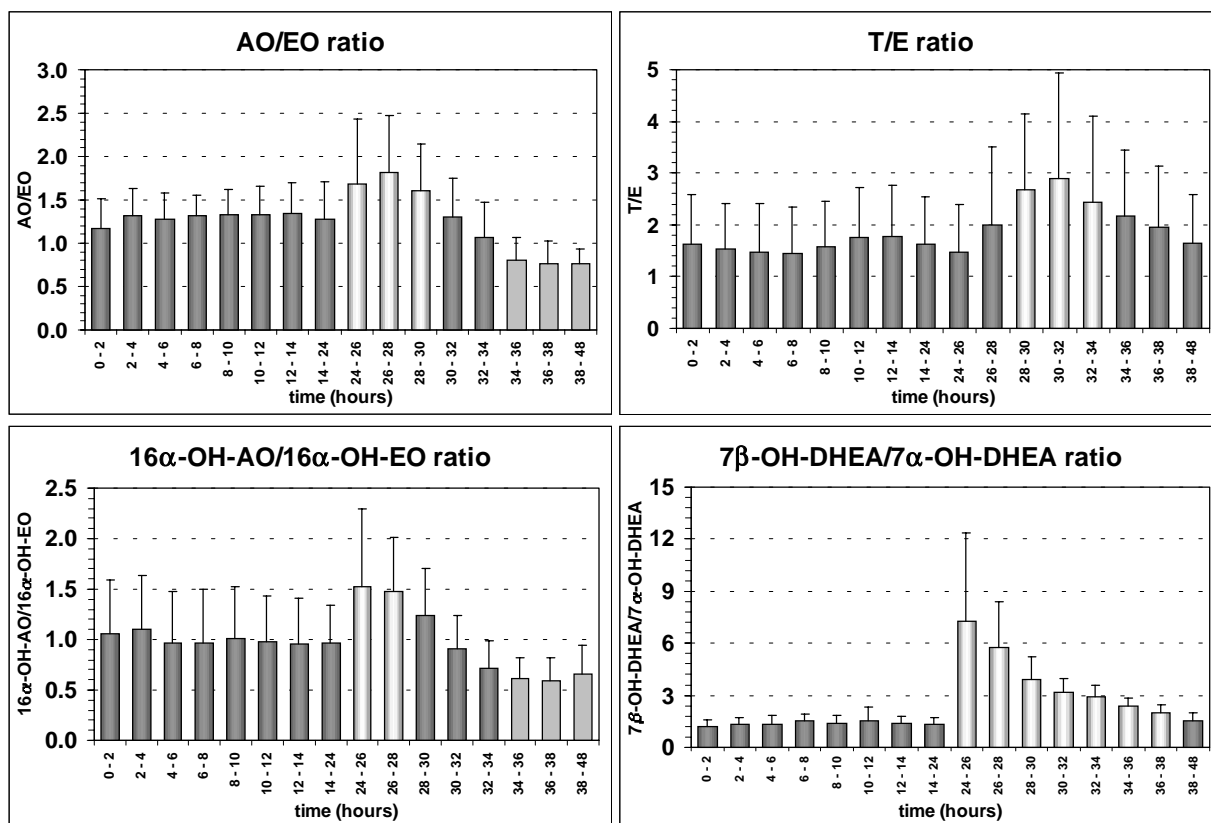 AO/EO ratio
AO/EO
3.0
2.5
2.0
1.5
1.0
0.5
0.0
0 - 2
2 - 4
4 - 6
6 - 8
8 - 10
10 - 12
12 - 14
14 - 24
24 - 26
26 - 28
28 - 30
30 - 32
32 - 34
34 - 36
36 - 38
38 - 48
time (hours)
T/E ratio
T/E
5
4
3
2
1
0
0 - 2
2 - 4
4 - 6
6 - 8
8 - 10
10 - 12
12 - 14
14 - 24
24 - 26
26 - 28
28 - 30
30 - 32
32 - 34
34 - 36
36 - 38
38 - 48
time (hours)
16α-OH-AO/16α-OH-EO ratio
16α-OH-AO/16α-OH-EO
2.5
2.0
1.5
1.0
0.5
0.0
0 - 2
2 - 4
4 - 6
6 - 8
8 - 10
10 - 12
12 - 14
14 - 24
24 - 26
26 - 28
28 - 30
30 - 32
32 - 34
34 - 36
36 - 38
38 - 48
time (hours)
7β-OH-DHEA/7α-OH-DHEA ratio
7β-OH-DHEA/7α-OH-DHEA
15
12
9
6
3
0
0 - 2
2 - 4
4 - 6
6 - 8
8 - 10
10 - 12
12 - 14
14 - 24
24 - 26
26 - 28
28 - 30
30 - 32
32 - 34
34 - 36
36 - 38
38 - 48
time (hours)